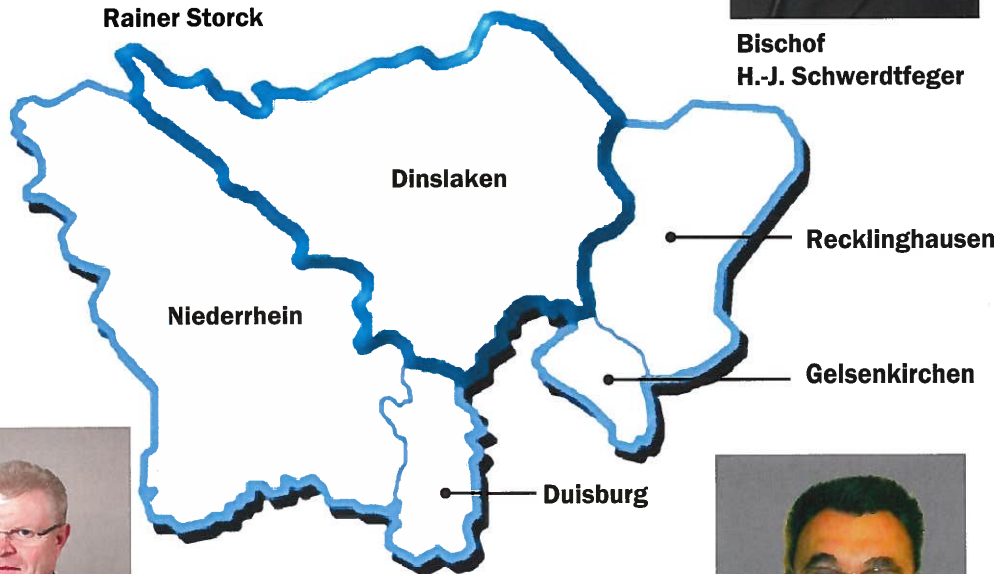 Rainer Storck
Bischof
H.-J. Schwerdtfeger
Dinslaken
Recklinghausen
Niederrhein
Gelsenkirchen
Duisburg